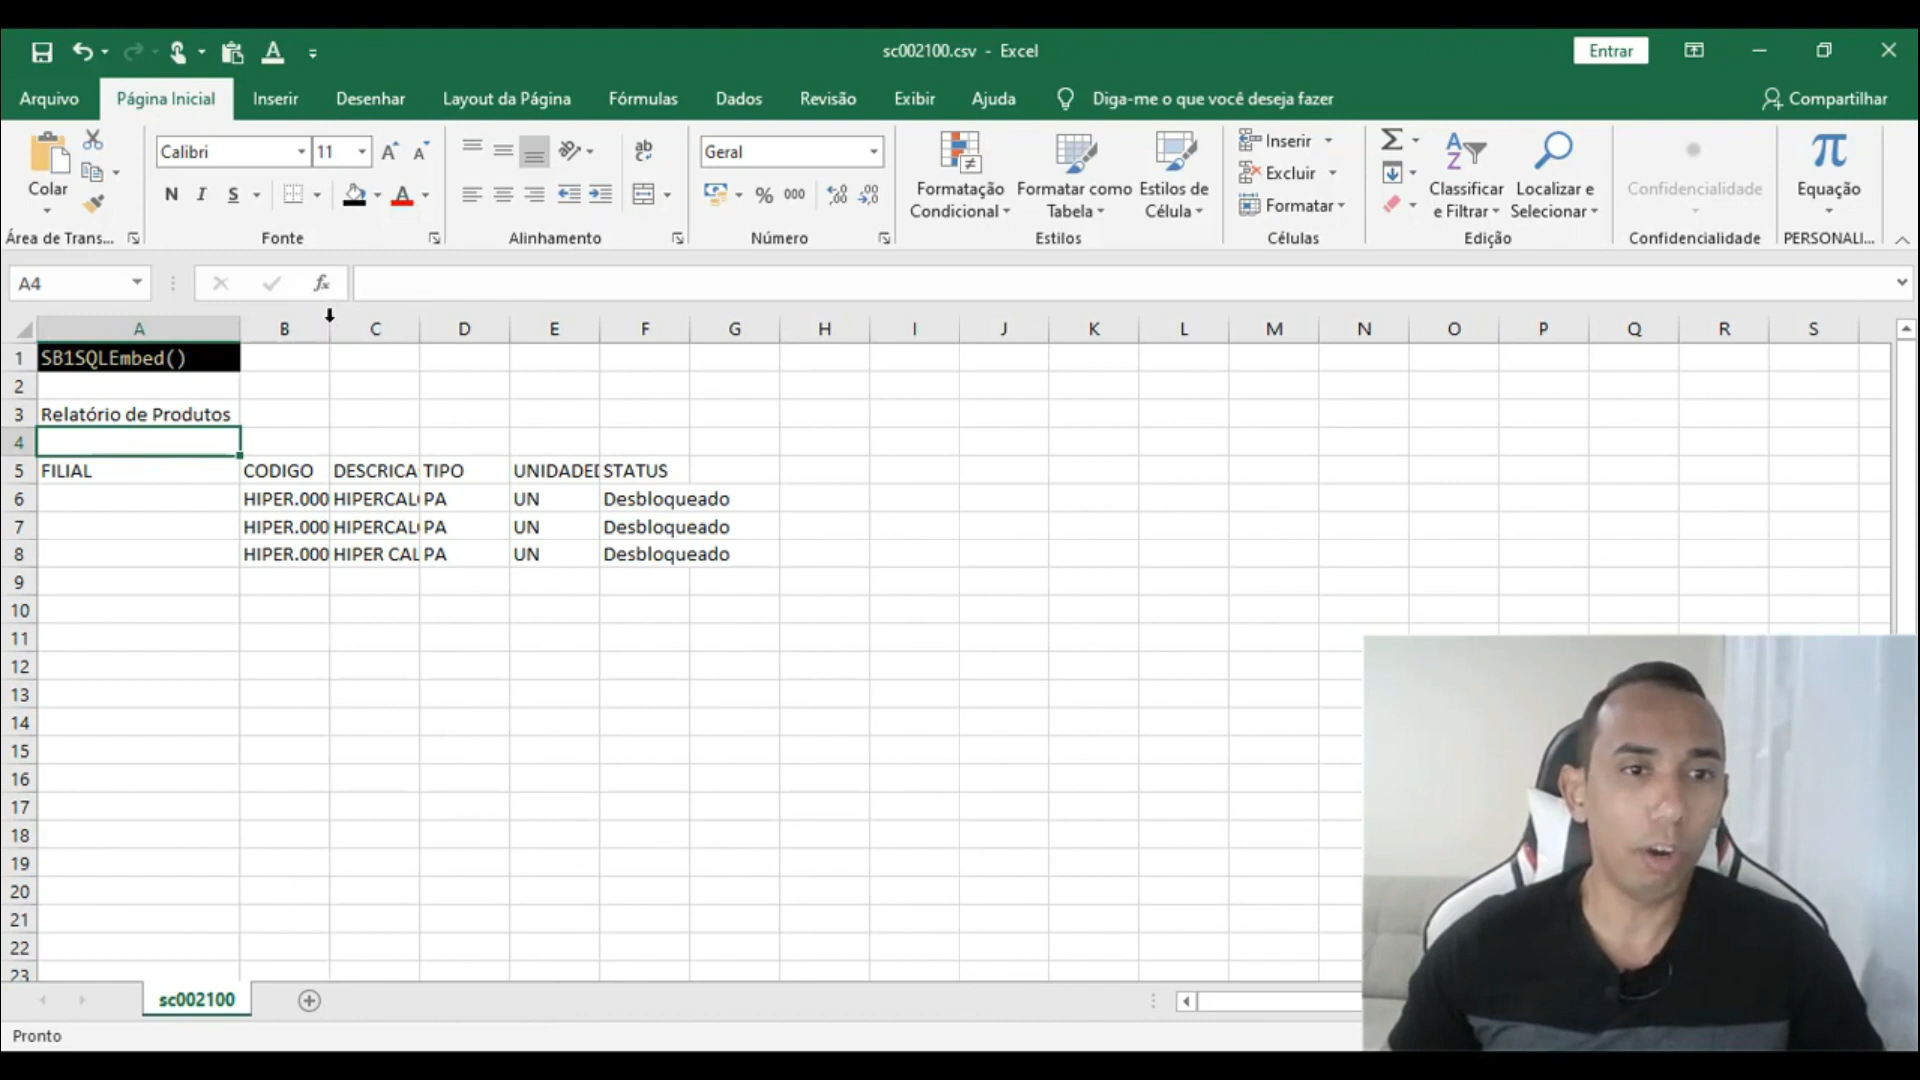 sc002100.csv - Excel
Entrar
Arquivo Página Inicial Inserir Desenhar Layout da Página Fórmulas Dados Revisão Exibir Ajuda Diga-me o que você deseja fazer Compartilhar
Colar
Área de Trans...
Calibri 11
N I S
Fonte
Alinhamento
Geral
% 000
Número
Formatação Condicional
Formatar como Tabela
Estilos de Célula
Estilos
Inserir
Excluir
Formatar
Células
Classificar e Filtrar
Localizar e Selecionar
Edição
Confidencialidade
Confidencialidade
Equação
PERSONALI...
A4 fx
A B C D E F G H I J K L M N O P Q R S
1 SB1SQLEmbed()
2
3 Relatório de Produtos
4
5 FILIAL CODIGO DESCRICA TIPO UNIDADE STATUS
6 HIPER.000 HIPERCAL PA UN Desbloqueado
7 HIPER.000 HIPERCAL PA UN Desbloqueado
8 HIPER.000 HIPER CAL PA UN Desbloqueado
9
10
11
12
13
14
15
16
17
18
19
20
21
22
23
sc002100
Pronto